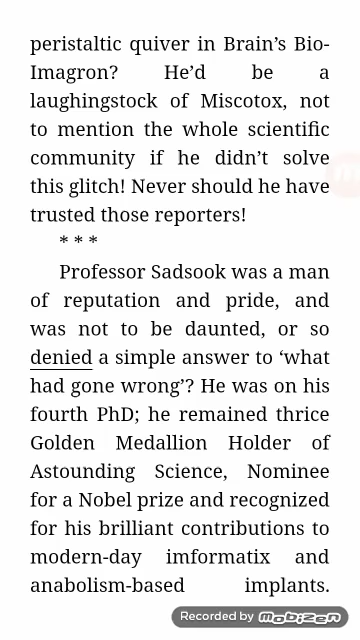 peristaltic quiver in Brain’s Bio-
Imagron? He’d be a
laughingstock of Miscotox, not
to mention the whole scientific
community if he didn’t solve
this glitch! Never should he have
trusted those reporters!
* * *
Professor Sadsook was a man
of reputation and pride, and
was not to be daunted, or so
denied a simple answer to ‘what
had gone wrong’? He was on his
fourth PhD; he remained thrice
Golden Medallion Holder of
Astounding Science, Nominee
for a Nobel prize and recognized
for his brilliant contributions to
modern-day imformatix and
anabolism-based implants.
Recorded by mobizen